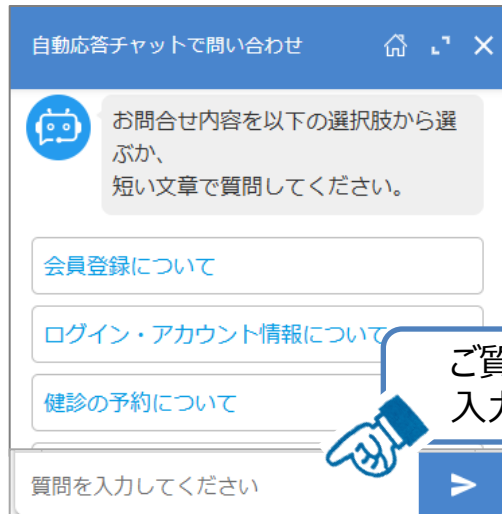 自動応答チャットで問い合わせ
お問合せ内容を以下の選択肢から選
ぶか、
短い文章で質問してください。
会員登録について
ログイン・アカウント情報について
健診の予約について
ご質
入力
質問を入力してください